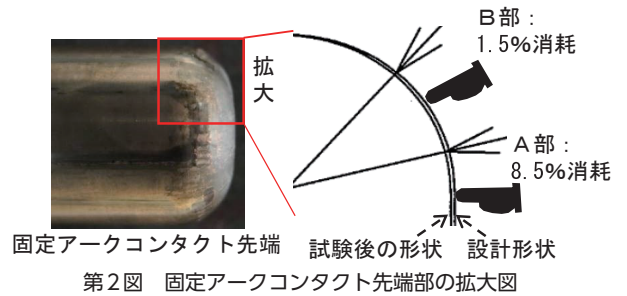 B部：
1.5%消耗
拡大
A部：
8.5%消耗
固定アークコンタクト先端
試験後の形状 設計形状
第2図 固定アークコンタクト先端部の拡大図